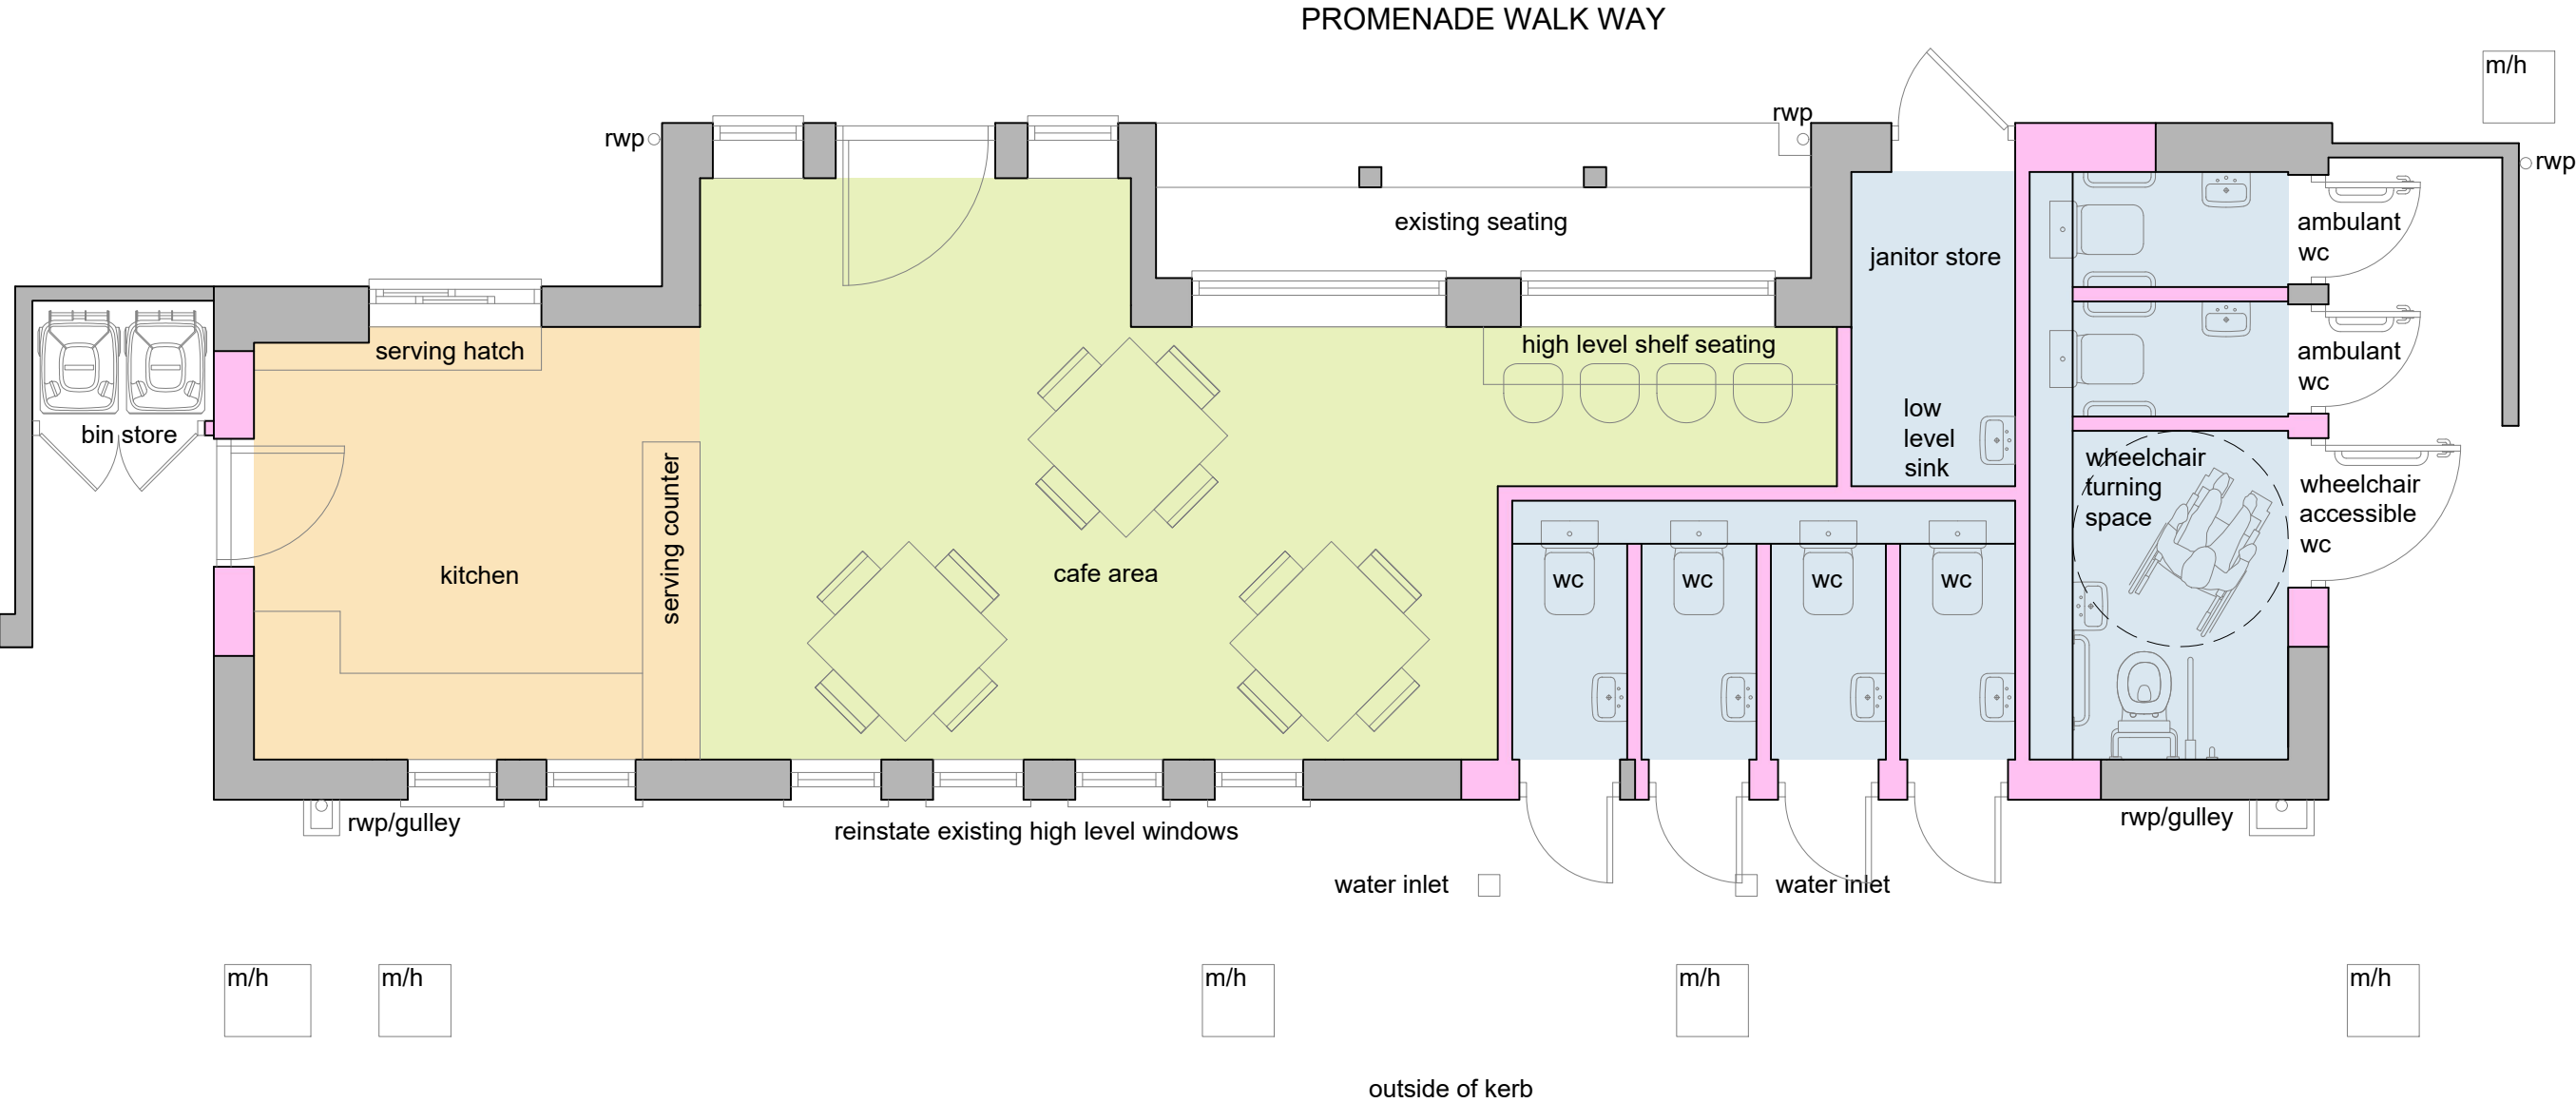 PROMENADE WALK WAY
m/h
rwp
rwp
rwp
existing seating
ambulant
wc
janitor store
serving hatch
high level shelf seating
ambulant
wc
bin store
low
level
sink
wheelchair
turning
space
wheelchair
accessible
wc
serving counter
kitchen
cafe area
wc
wc
wc
wc
rwp/gulley
reinstate existing high level windows
rwp/gulley
water inlet
water inlet
m/h
m/h
m/h
m/h
m/h
outside of kerb